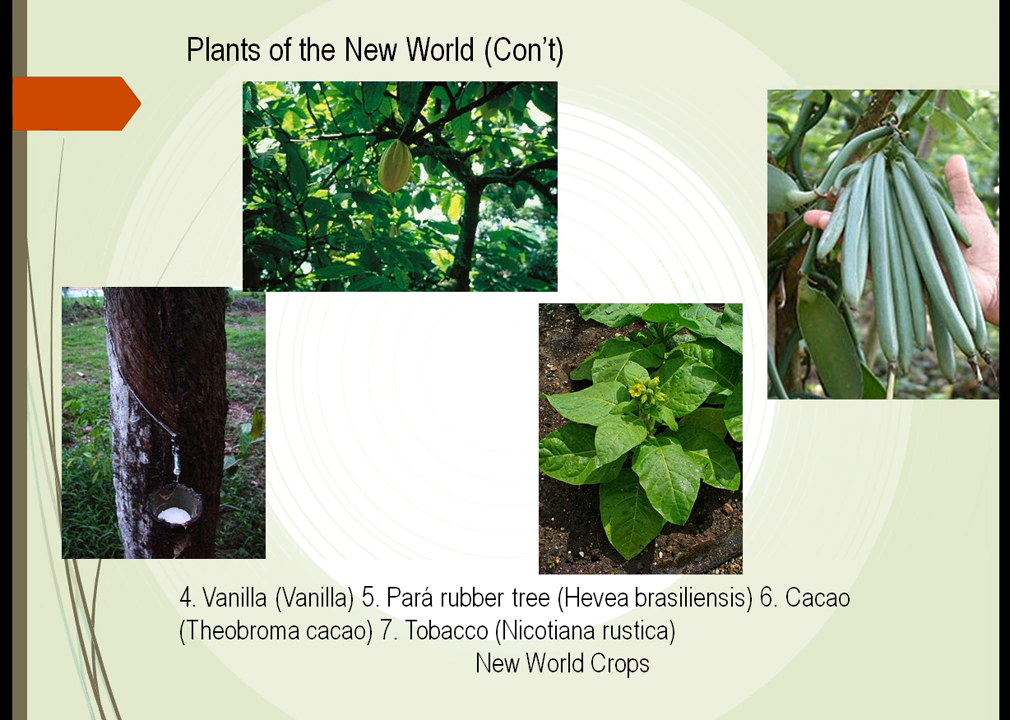 Plants of the New World (Con’t)
4. Vanilla (Vanilla) 5. Pará rubber tree (Hevea brasiliensis) 6. Cacao
(Theobroma cacao) 7. Tobacco (Nicotiana rustica)
New World Crops